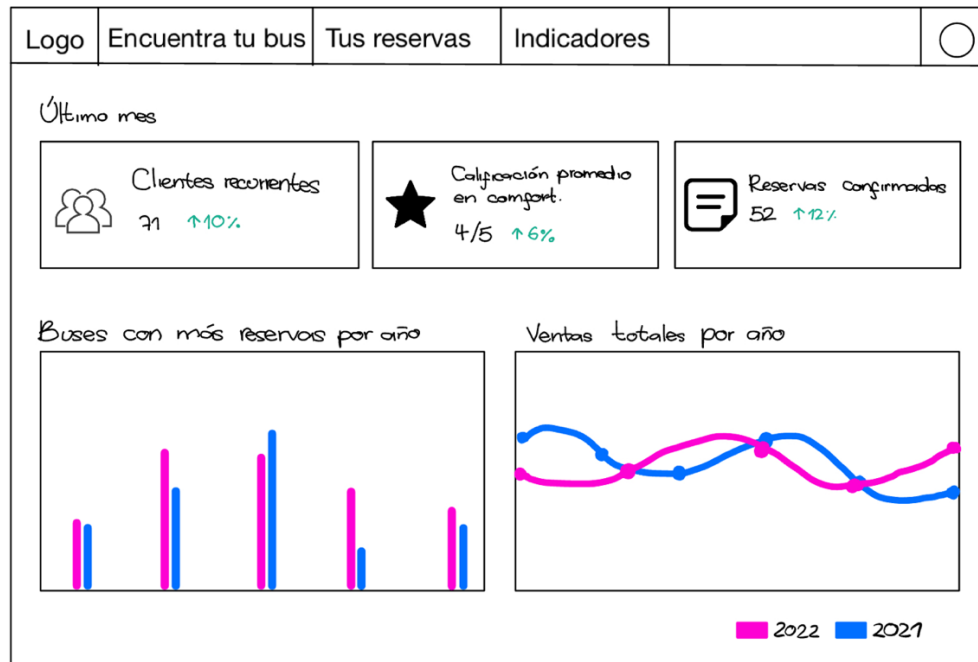 Logo
Encuentra tu bus
Tus reservas
Indicadores
Último mes
Clientes recurrentes
71 ↑10%
Calificación promedio
en comfort.
4/5 ↑6%
Reservas confirmadas
52 ↑12%
Buses con más reservas por año
Ventas totales por año
2022
2021